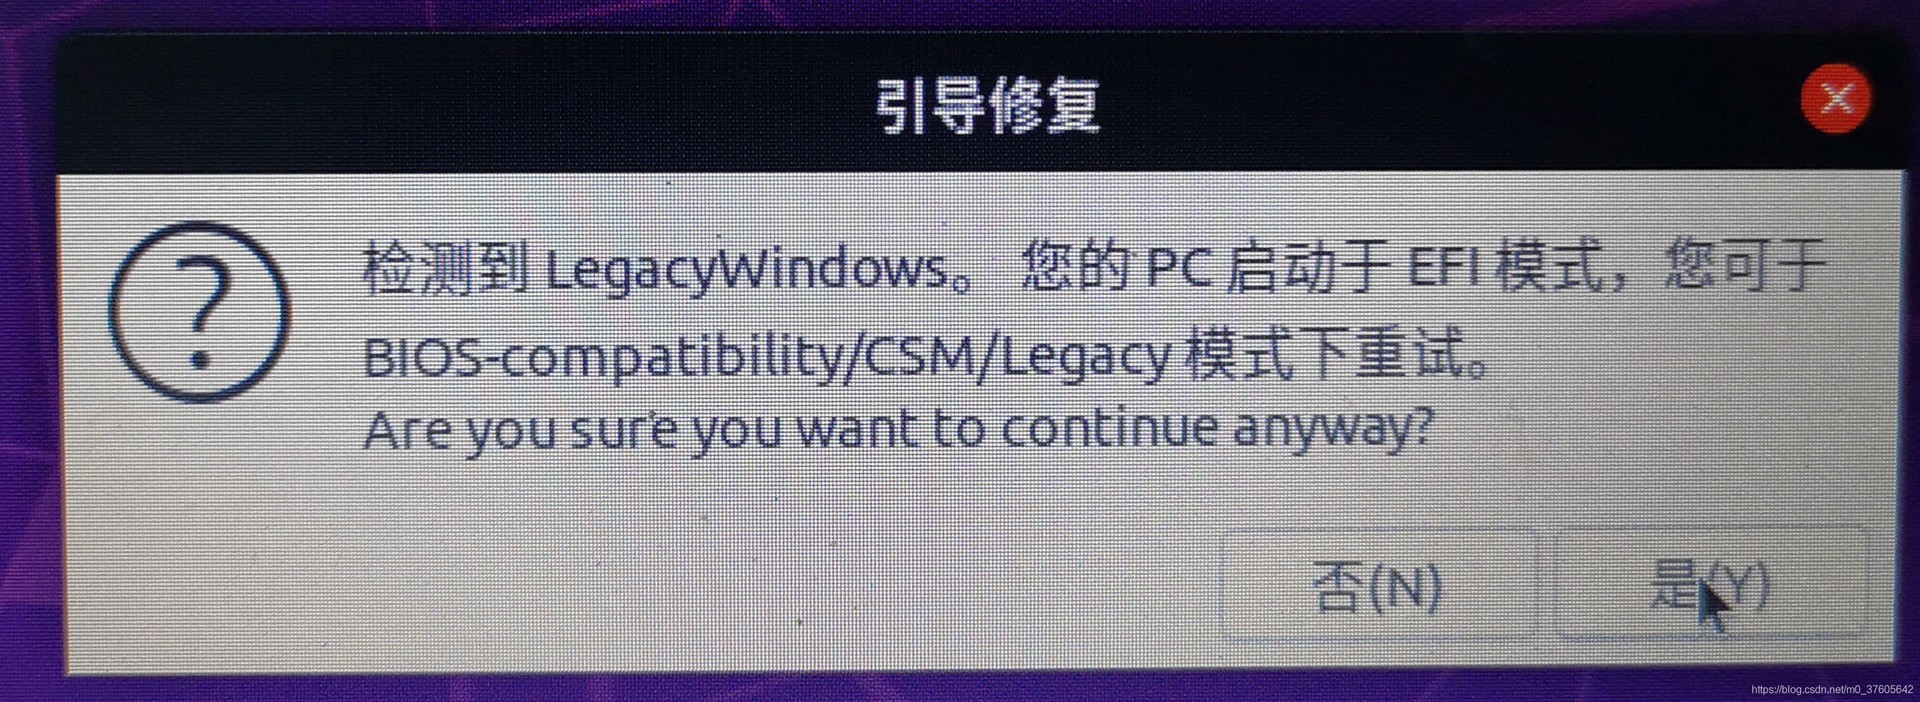 引导修复
检测到 LegacyWindows。 您的 PC 启动于 EFI 模式，您可于
BIOS-compatibility/CSM/Legacy 模式下重试。
Are you sure you want to continue anyway?
否(N)
是(Y)
https://blog.csdn.net/m0_37605642